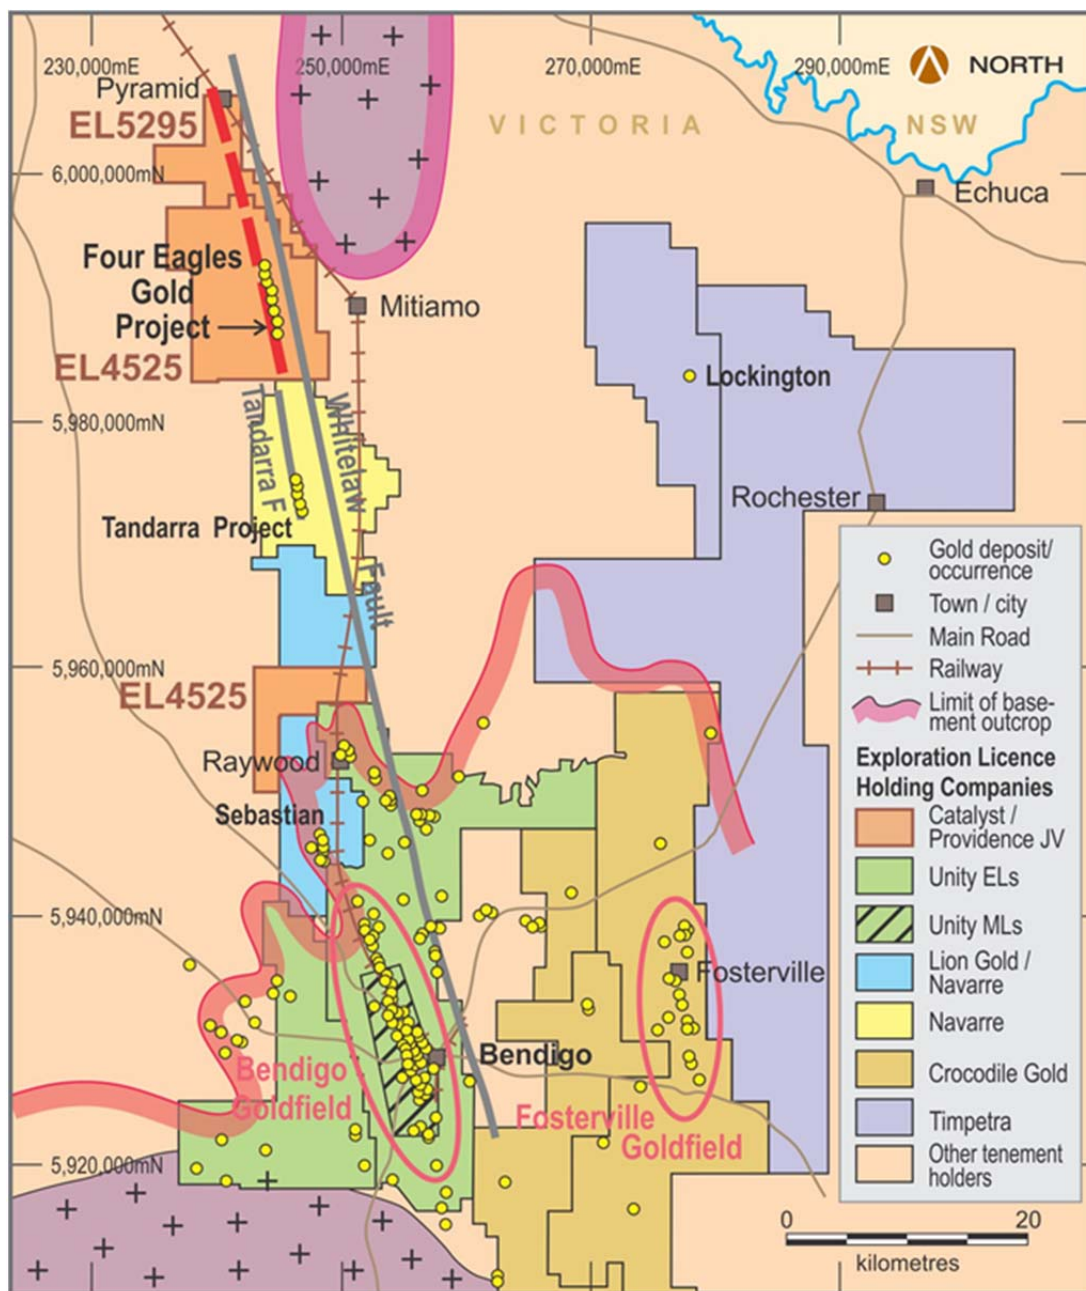 230,000mE
250,000mE
270,000mE
290,000mE
NORTH
Pyramid
EL5295
VICTORIA
NSW
6,000,000mN
Echuca
Four Eagles
Gold
Project
Mitiamo
EL4525
Lockington
5,980,000mN
Tandarra F
Whitelaw
Fault
Rochester
Tandarra Project
5,960,000mN
EL4525
Raywood
Sebastian
5,940,000mN
Fosterville
Bendigo
Bendigo
Goldfield
Fosterville
Goldfield
5,920,000mN
Gold deposit/
occurrence
Town / city
Main Road
Railway
Limit of base-
ment outcrop
Exploration Licence
Holding Companies
Catalyst /
Providence JV
Unity ELs
Unity MLs
Lion Gold /
Navarre
Navarre
Crocodile Gold
Timpetra
Other tenement
holders
0
20
kilometres